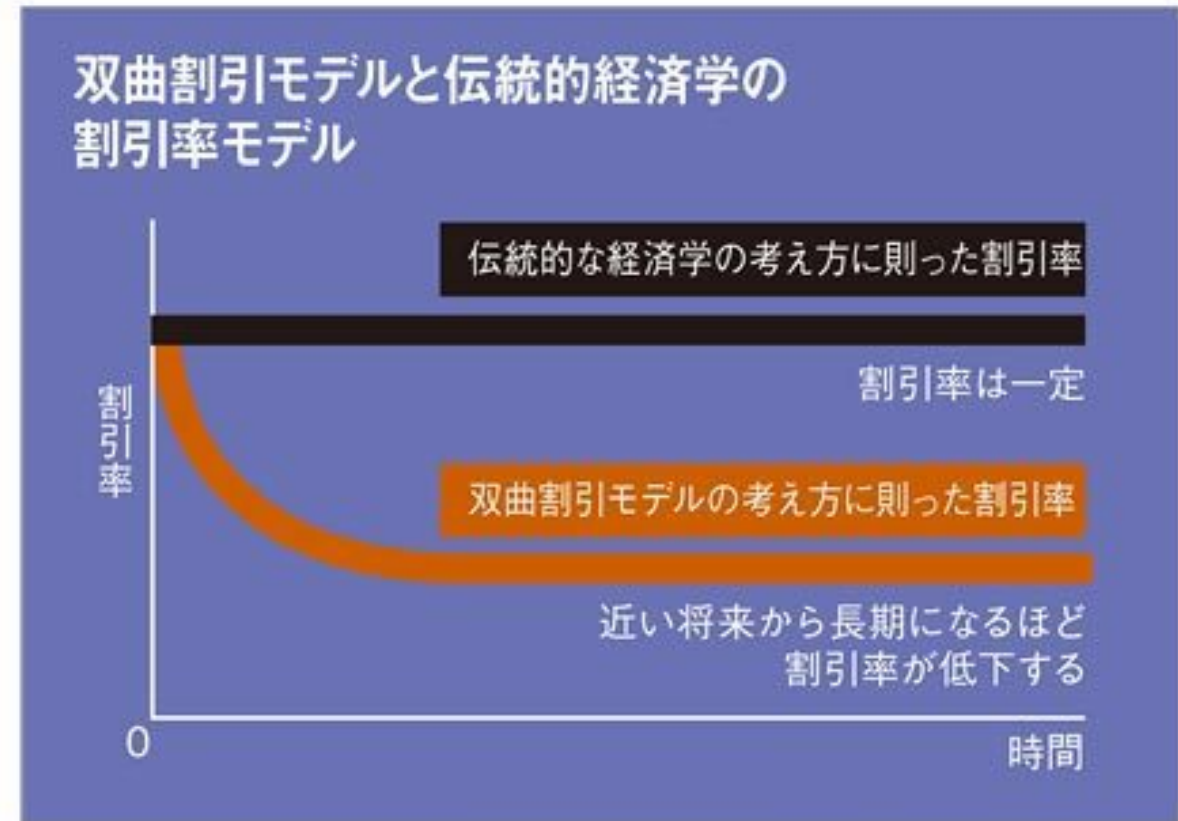 双曲割引モデルと伝統的経済学の
割引率モデル
伝統的な経済学の考え方に則った割引率
割引率は一定
割引率
双曲割引モデルの考え方に則った割引率
近い将来から長期になるほど
割引率が低下する
0
時間